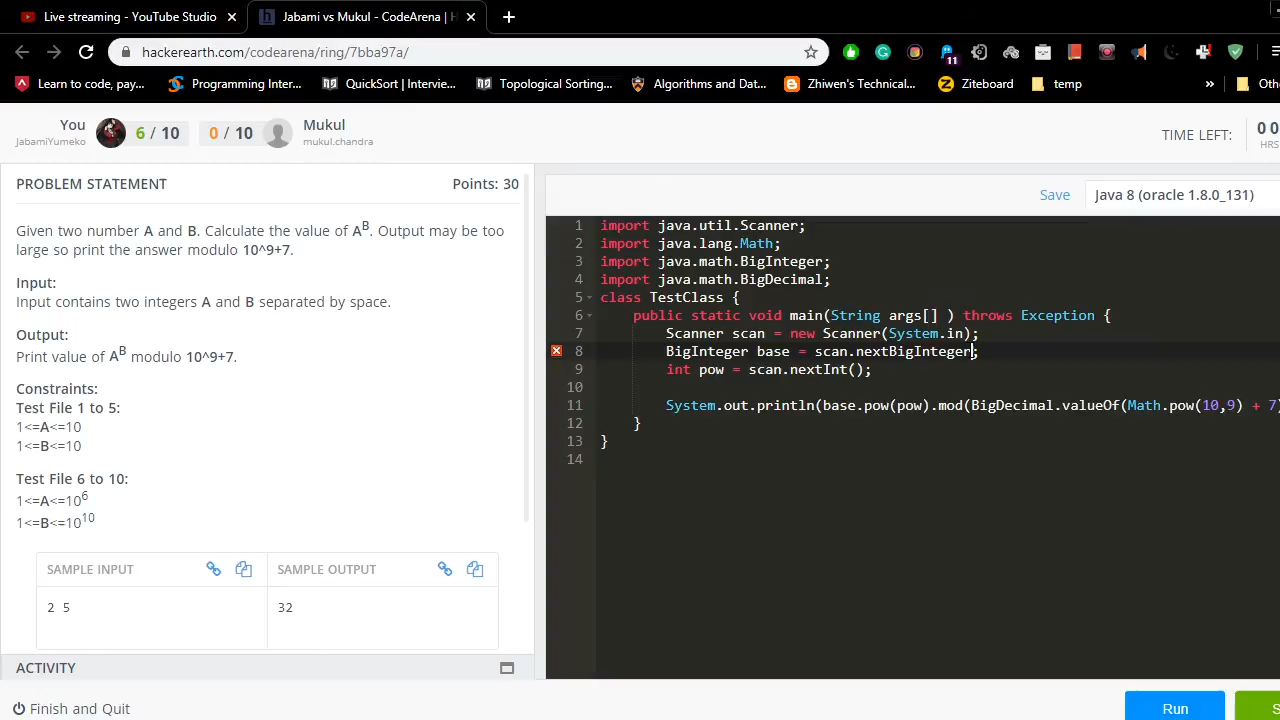 Live streaming - YouTube Studio
Jabami vs Mukul - CodeArena |
hackerearth.com/codearena/ring/7bba97a/
11
Learn to code, pay...
Programming Inter...
QuickSort | Intervie...
Topological Sorting...
Algorithms and Dat...
Zhiwen's Technical...
Ziteboard
temp
»
Oth
You
JabamiYumeko
6 / 10
0 / 10
Mukul
mukul.chandra
TIME LEFT:
0 0
HRS
PROBLEM STATEMENT
Points: 30
Given two number A and B. Calculate the value of A^B. Output may be too
large so print the answer modulo 10^9+7.
Input:
Input contains two integers A and B separated by space.
Output:
Print value of A^B modulo 10^9+7.
Constraints:
Test File 1 to 5:
1<=A<=10
1<=B<=10
Test File 6 to 10:
1<=A<=10^6
1<=B<=10^10
SAMPLE INPUT
SAMPLE OUTPUT
2 5
32
ACTIVITY
Finish and Quit
Save
Java 8 (oracle 1.8.0_131)
1 import java.util.Scanner;
2 import java.lang.Math;
3 import java.math.BigInteger;
4 import java.math.BigDecimal;
5 class TestClass {
6 public static void main(String args[] ) throws Exception {
7 Scanner scan = new Scanner(System.in);
8 BigInteger base = scan.nextBigInteger;
9 int pow = scan.nextInt();
10
11 System.out.println(base.pow(pow).mod(BigDecimal.valueOf(Math.pow(10,9) + 7)
12 }
13 }
14
Run
S